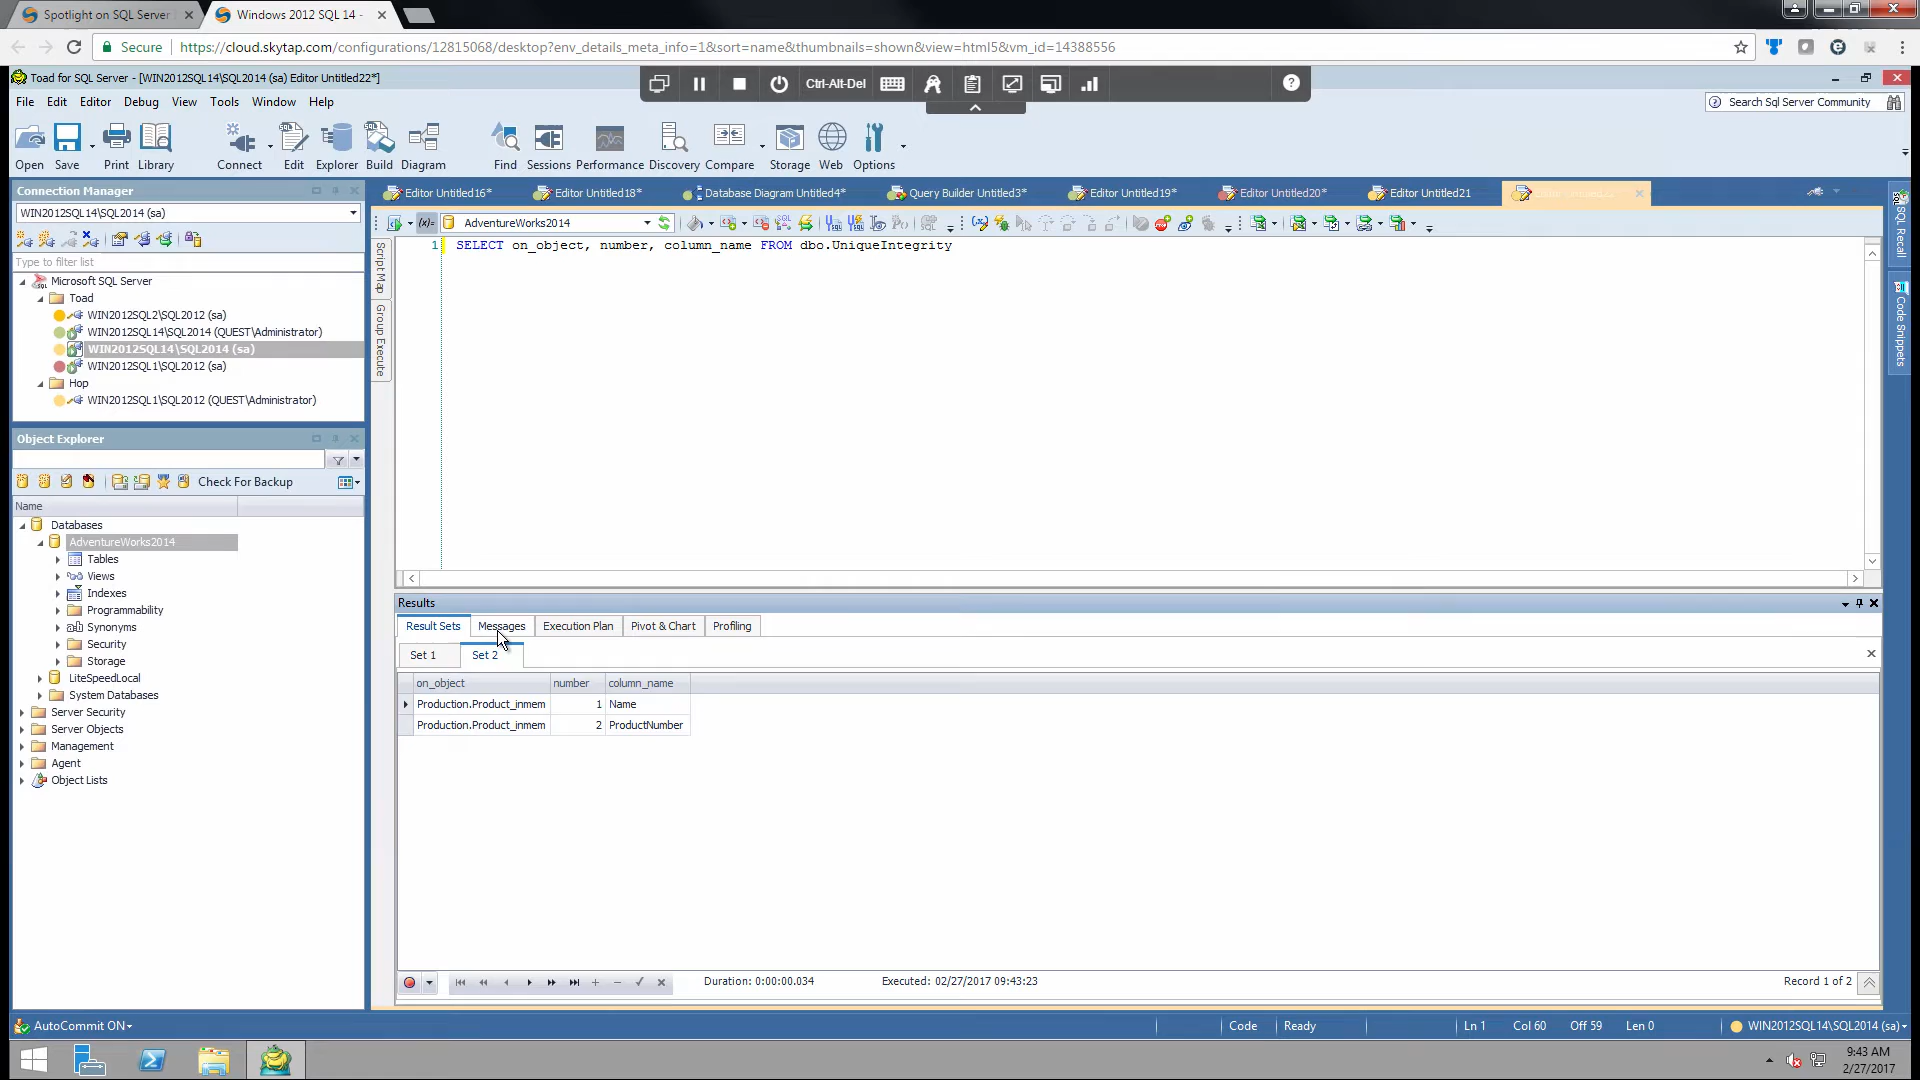 Spotlight on SQL Server
Windows 2012 SQL 14 -
Secure
https://cloud.skytap.com/configurations/12815068/desktop?env_details_meta_info=1&sort=name&thumbnails=shown&view=html5&vm_id=14388556
Toad for SQL Server - [WIN2012SQL14\SQL2014 (sa) Editor Untitled22*]
Ctrl-Alt-Del
File Edit Editor Debug View Tools Window Help
Search Sql Server Community
Open Save Print Library Connect Edit Explorer Build Diagram Find Sessions Performance Discovery Compare Storage Web Options
Connection Manager
Editor Untitled16* Editor Untitled18* Database Diagram Untitled4* Query Builder Untitled3* Editor Untitled19* Editor Untitled20* Editor Untitled21
WIN2012SQL14\SQL2014 (sa)
(x)= AdventureWorks2014
1 SELECT on_object, number, column_name FROM dbo.UniqueIntegrity
Script Map
Group Execute
SQL Recall
Code Snippets
Type to filter list
Microsoft SQL Server
Toad
WIN2012SQL2\SQL2012 (sa)
WIN2012SQL14\SQL2014 (QUEST\Administrator)
WIN2012SQL14\SQL2014 (sa)
WIN2012SQL1\SQL2012 (sa)
Hop
WIN2012SQL1\SQL2012 (QUEST\Administrator)
Object Explorer
Check For Backup
Name
Databases
AdventureWorks2014
Tables
Views
Indexes
Programmability
Synonyms
Security
Storage
LiteSpeedLocal
System Databases
Server Security
Server Objects
Management
Agent
Object Lists
Results
Result Sets Messages Execution Plan Pivot & Chart Profiling
Set 1 Set 2
on_object number column_name
Production.Product_inmem 1 Name
Production.Product_inmem 2 ProductNumber
Duration: 0:00:00.034 Executed: 02/27/2017 09:43:23 Record 1 of 2
AutoCommit ON
Code Ready Ln 1 Col 60 Off 59 Len 0 WIN2012SQL14\SQL2014 (sa)
9:43 AM
2/27/2017